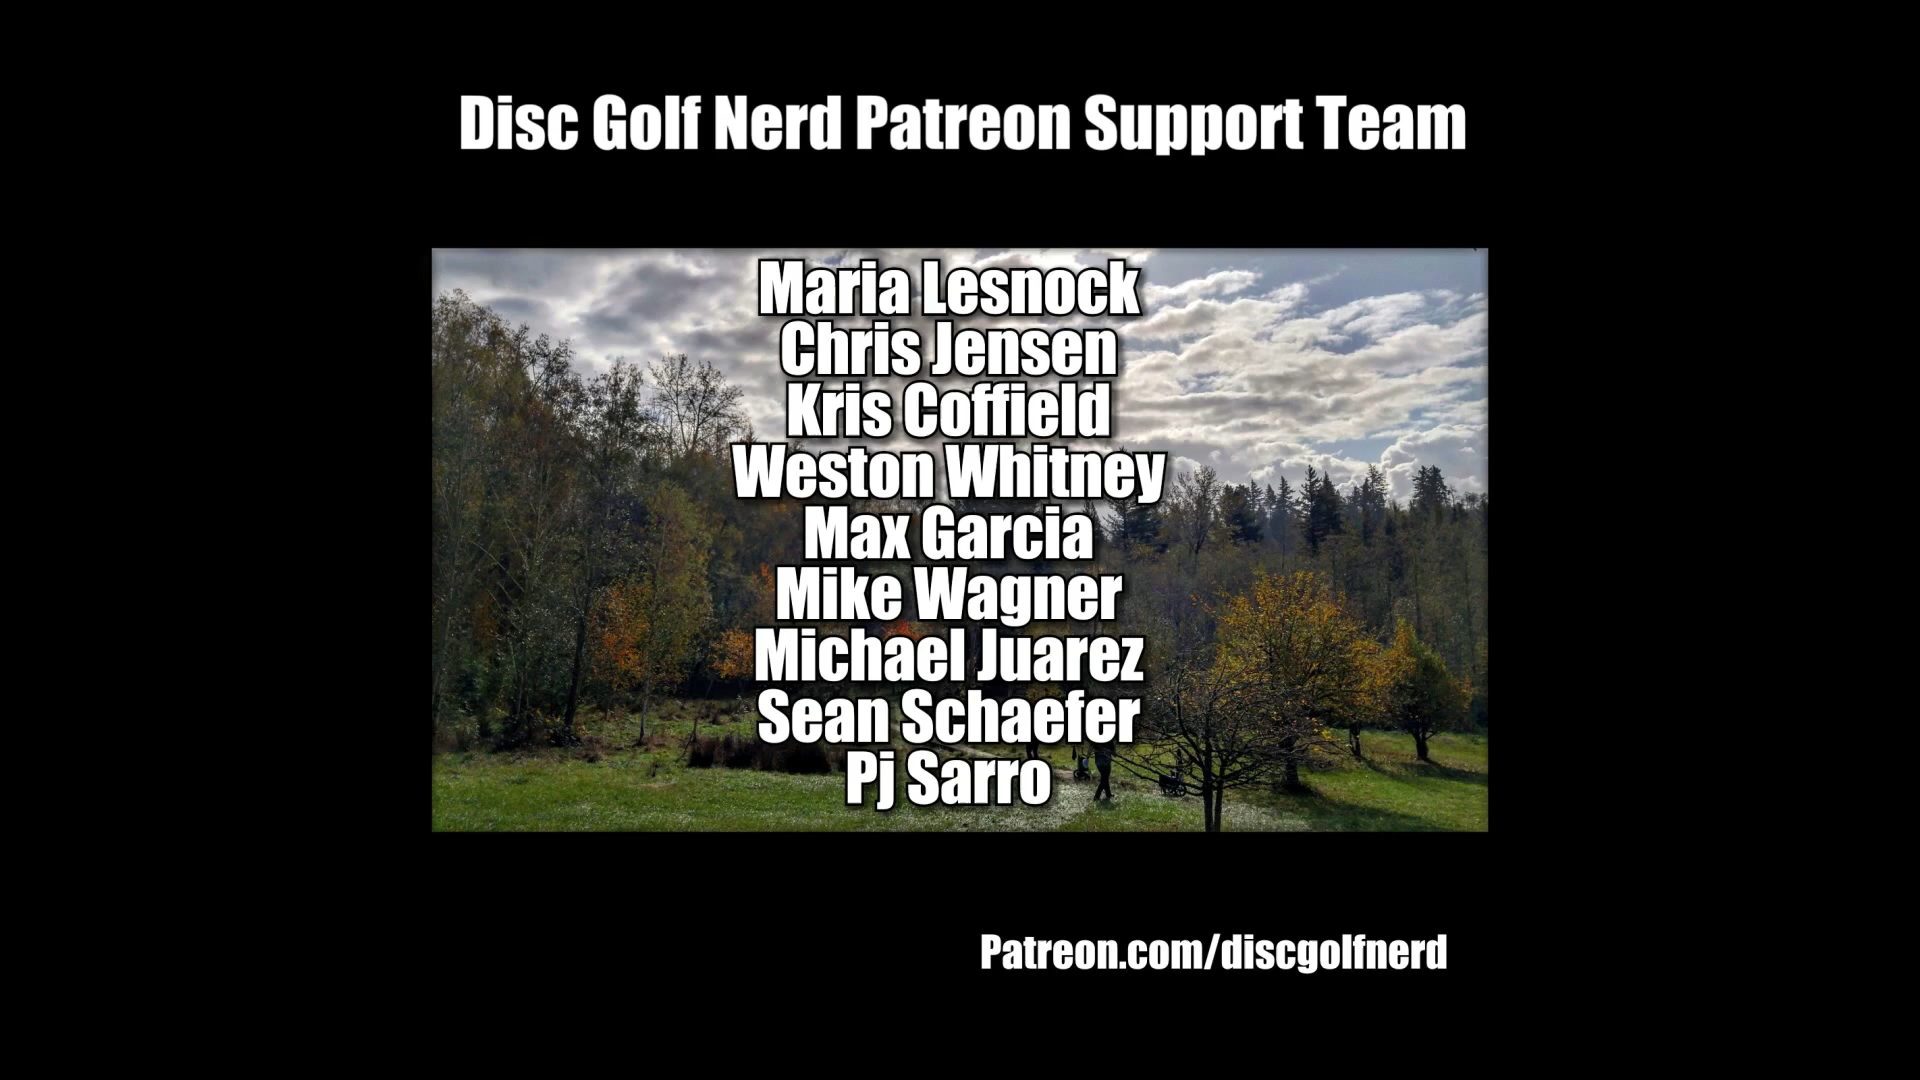 Disc Golf Nerd Patreon Support Team
Maria Lesnock
Chris Jensen
Kris Coffield
Weston Whitney
Max Garcia
Mike Wagner
Michael Juarez
Sean Schaefer
Pj Sarro
Patreon.com/discgolfnerd